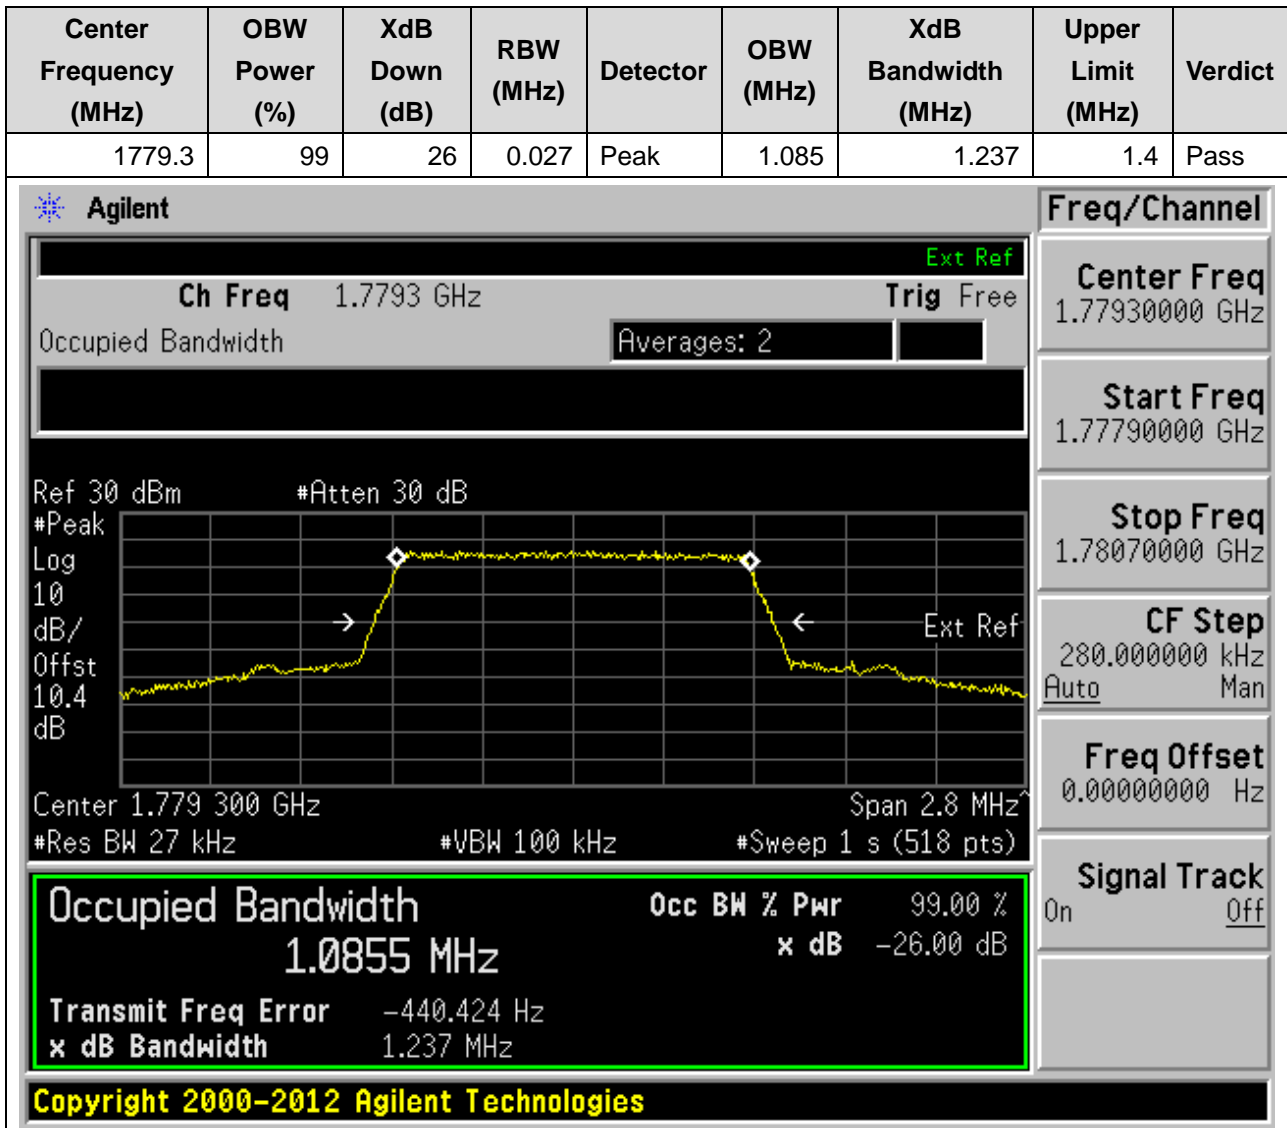 Center Frequency (MHz) OBW Power (%) XdB Down (dB) RBW (MHz) Detector OBW (MHz) XdB Bandwidth (MHz) Upper Limit (MHz) Verdict
1779.3 99 26 0.027 Peak 1.085 1.237 1.4 Pass
Agilent
Freq/Channel
Ext Ref
Ch Freq 1.7793 GHz Trig Free
Occupied Bandwidth Averages: 2
Center Freq
1.77930000 GHz
Start Freq
1.77790000 GHz
Stop Freq
1.78070000 GHz
CF Step
280.000000 kHz
Auto Man
Freq Offset
0.00000000 Hz
Signal Track
On Off
Ref 30 dBm #Atten 30 dB
#Peak
Log
10
dB/
Offst
10.4
dB
Ext Ref
Center 1.779 300 GHz Span 2.8 MHz^
#Res BW 27 kHz #VBW 100 kHz #Sweep 1 s (518 pts)
Occupied Bandwidth Occ BW % Pwr 99.00 %
1.0855 MHz x dB -26.00 dB
Transmit Freq Error -440.424 Hz
x dB Bandwidth 1.237 MHz
Copyright 2000-2012 Agilent Technologies